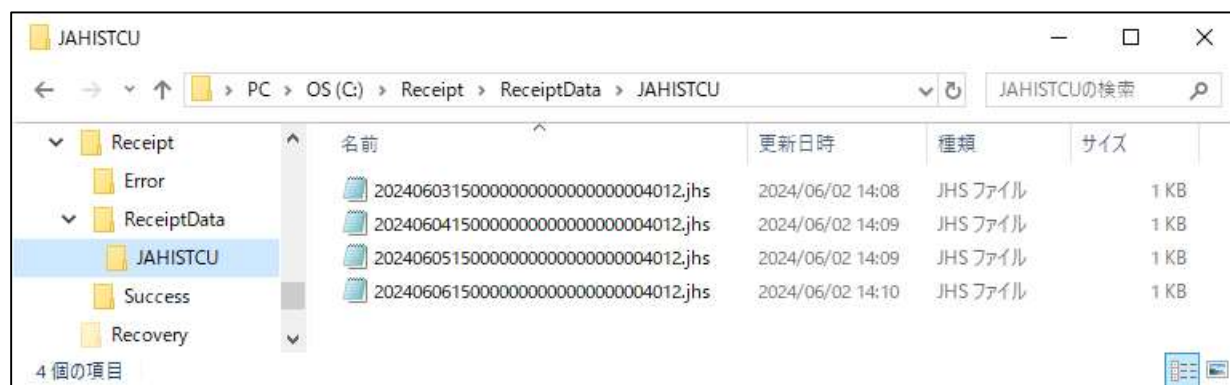 JAHISTCU
PC > OS (C:) > Receipt > ReceiptData > JAHISTCU
JAHISTCUの検索
Receipt
Error
ReceiptData
JAHISTCU
Success
Recovery
名前 更新日時 種類 サイズ
20240603150000000000000000004012.jhs 2024/06/02 14:08 JHS ファイル 1 KB
20240604150000000000000000004012.jhs 2024/06/02 14:09 JHS ファイル 1 KB
20240605150000000000000000004012.jhs 2024/06/02 14:09 JHS ファイル 1 KB
20240606150000000000000000004012.jhs 2024/06/02 14:10 JHS ファイル 1 KB
4 個の項目